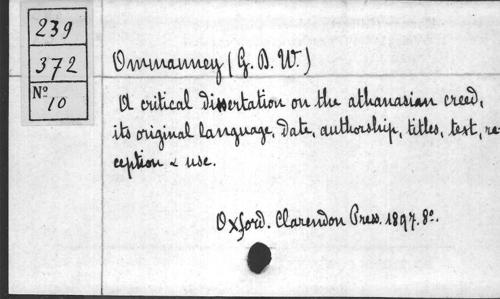 239
372
Nº 10
Ommanney (G. D. W.)
A critical dissertation on the athanasian creed,
its original language, date, authorship, titles, text, re
ception & use.
Oxford. Clarendon Press. 1897. 8º.